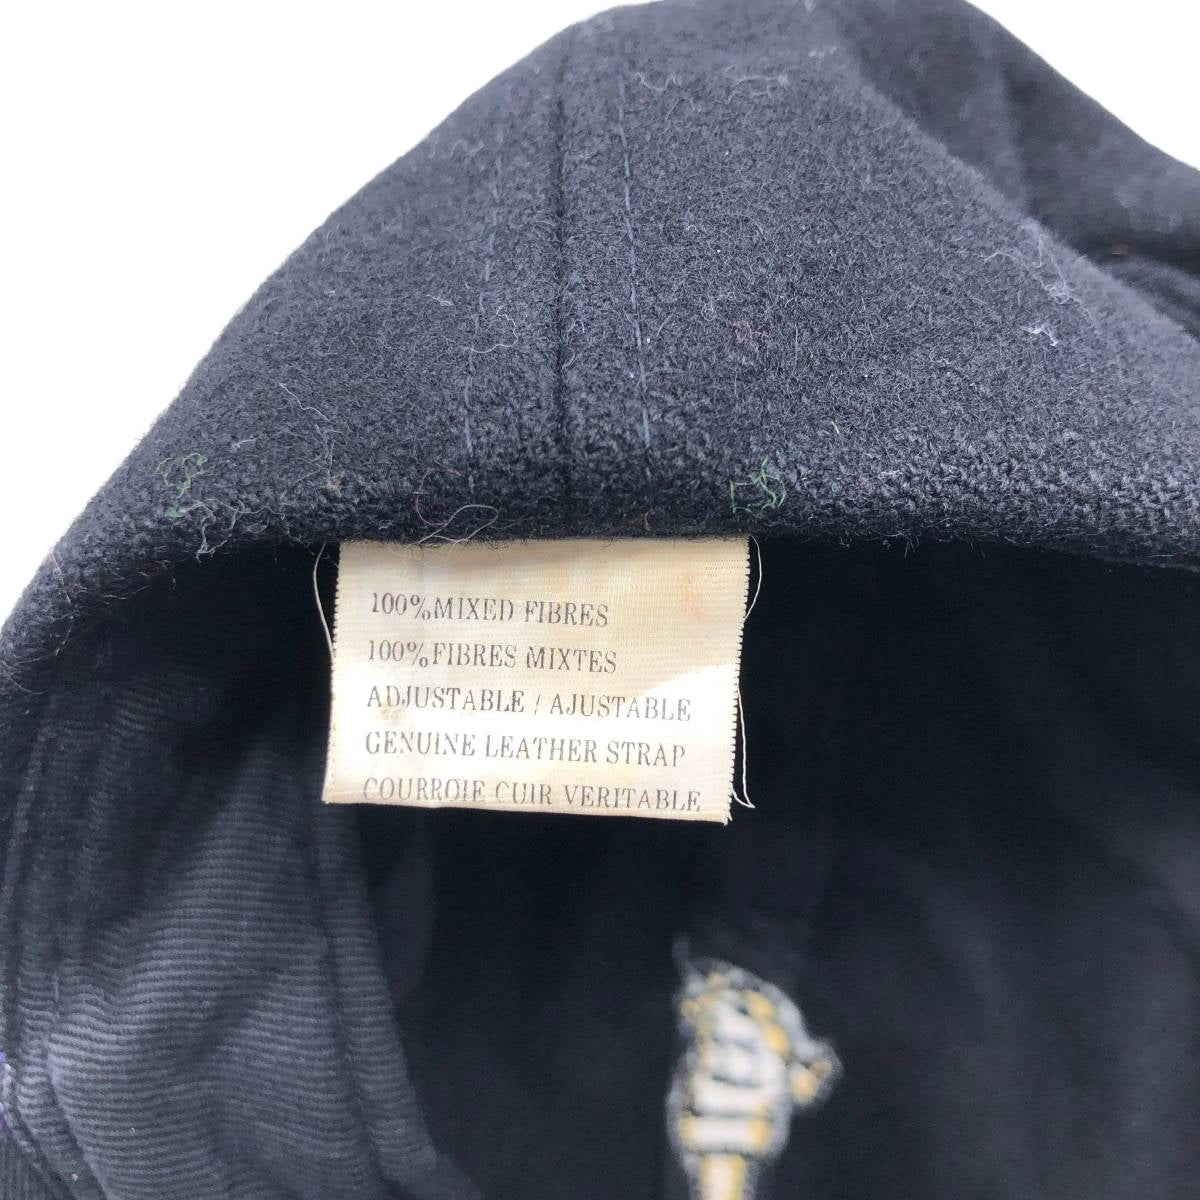 100%MIXED FIBRES
100%FIBRES MIXTES
ADJUSTABLE / AJUSTABLE
GENUINE LEATHER STRAP
COURROIE CUIR VERITABLE